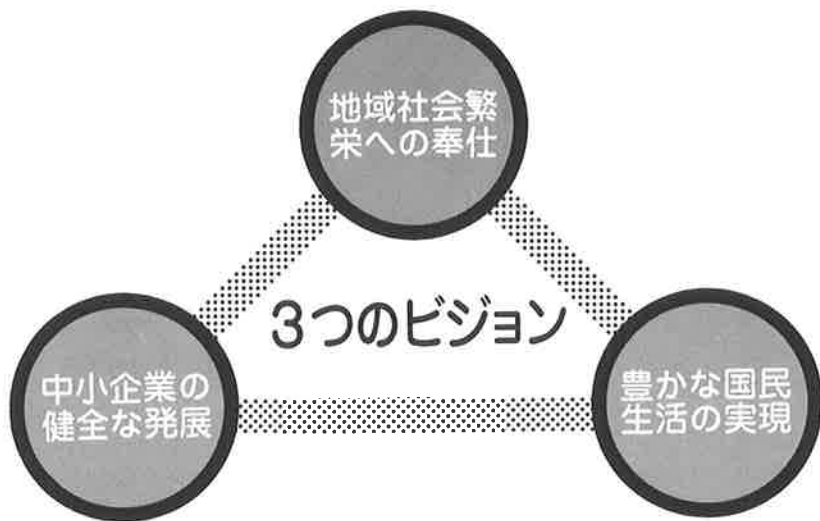 地域社会繁
栄への奉仕
3つのビジョン
中小企業の
健全な発展
豊かな国民
生活の実現